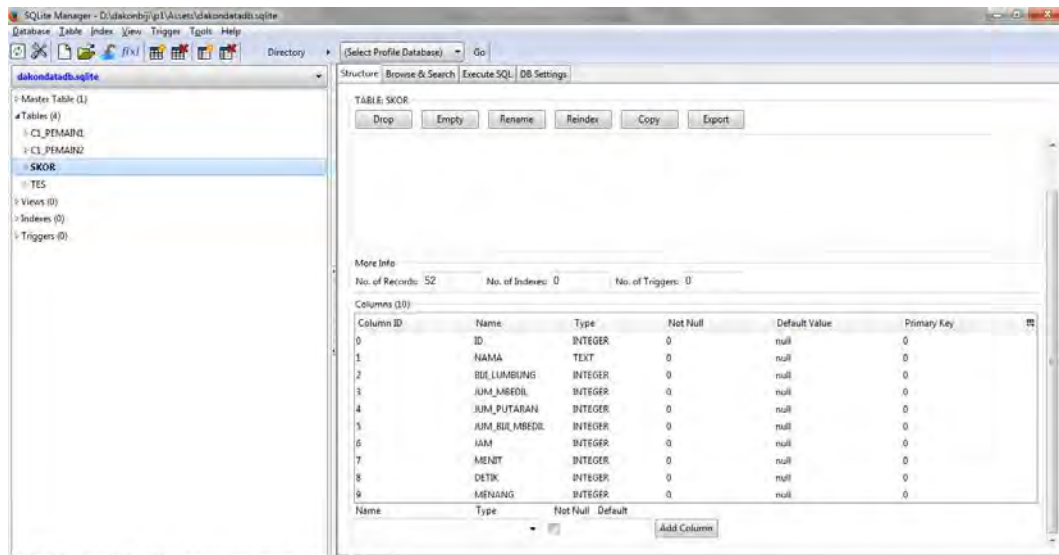 SQLite Manager - D:\dakonbiji\p1\Assets\dakondatadb.sqlite
Database Table Index View Trigger Tools Help
f(x) Directory (Select Profile Database) Go
dakondatadb.sqlite
Structure Browse & Search Execute SQL DB Settings
Master Table (1)
Tables (4)
C1_PEMAIN1
C1_PEMAIN2
SKOR
TES
Views (0)
Indexes (0)
Triggers (0)
TABLE: SKOR
Drop Empty Rename Reindex Copy Export
More Info
No. of Records: 52 No. of Indexes: 0 No. of Triggers: 0
Columns (10)
Column ID Name Type Not Null Default Value Primary Key
0 ID INTEGER 0 null 0
1 NAMA TEXT 0 null 0
2 BIJI_LUMBUNG INTEGER 0 null 0
3 JUM_MBEDIL INTEGER 0 null 0
4 JUM_PUTARAN INTEGER 0 null 0
5 JUM_BIJI_MBEDIL INTEGER 0 null 0
6 JAM INTEGER 0 null 0
7 MENIT INTEGER 0 null 0
8 DETIK INTEGER 0 null 0
9 MENANG INTEGER 0 null 0
Name Type Not Null Default
Add Column